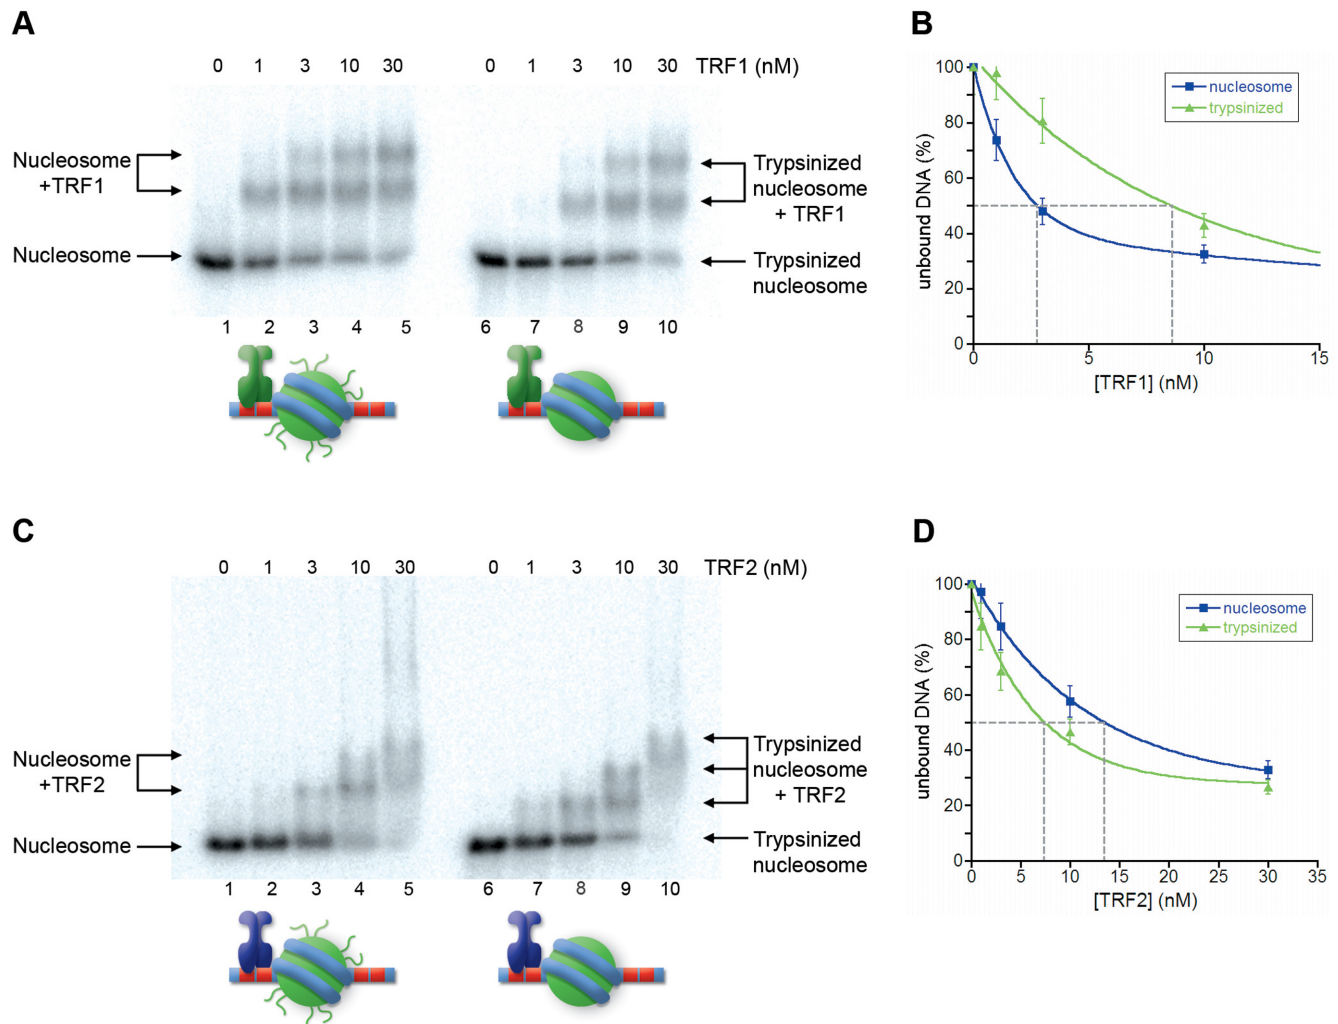 A
0 1 3 10 30 0 1 3 10 30 TRF1 (nM)
Nucleosome
+TRF1
Nucleosome
Trypsinized
nucleosome
+ TRF1
Trypsinized
nucleosome
1 2 3 4 5 6 7 8 9 10
B
100
80
60
40
20
0
unbound DNA (%)
nucleosome
trypsinized
0 5 10 15
[TRF1] (nM)
C
0 1 3 10 30 0 1 3 10 30 TRF2 (nM)
Nucleosome
+TRF2
Nucleosome
Trypsinized
nucleosome
+ TRF2
Trypsinized
nucleosome
1 2 3 4 5 6 7 8 9 10
D
100
80
60
40
20
0
unbound DNA (%)
nucleosome
trypsinized
0 5 10 15 20 25 30 35
[TRF2] (nM)